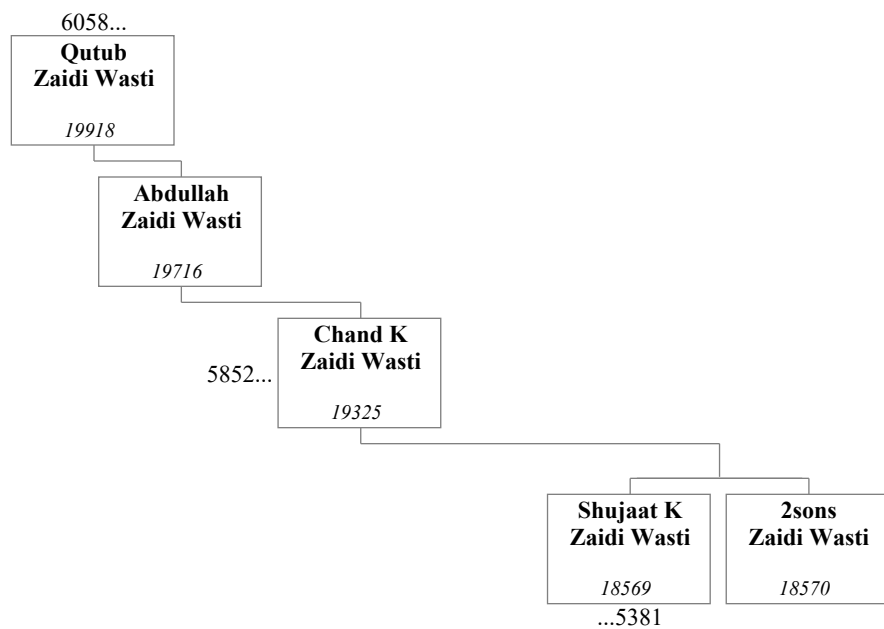 6058...
Qutub
Zaidi Wasti
19918
Abdullah
Zaidi Wasti
19716
Chand K
Zaidi Wasti
5852...
19325
Shujaat K
Zaidi Wasti
18569
...5381
2sons
Zaidi Wasti
18570